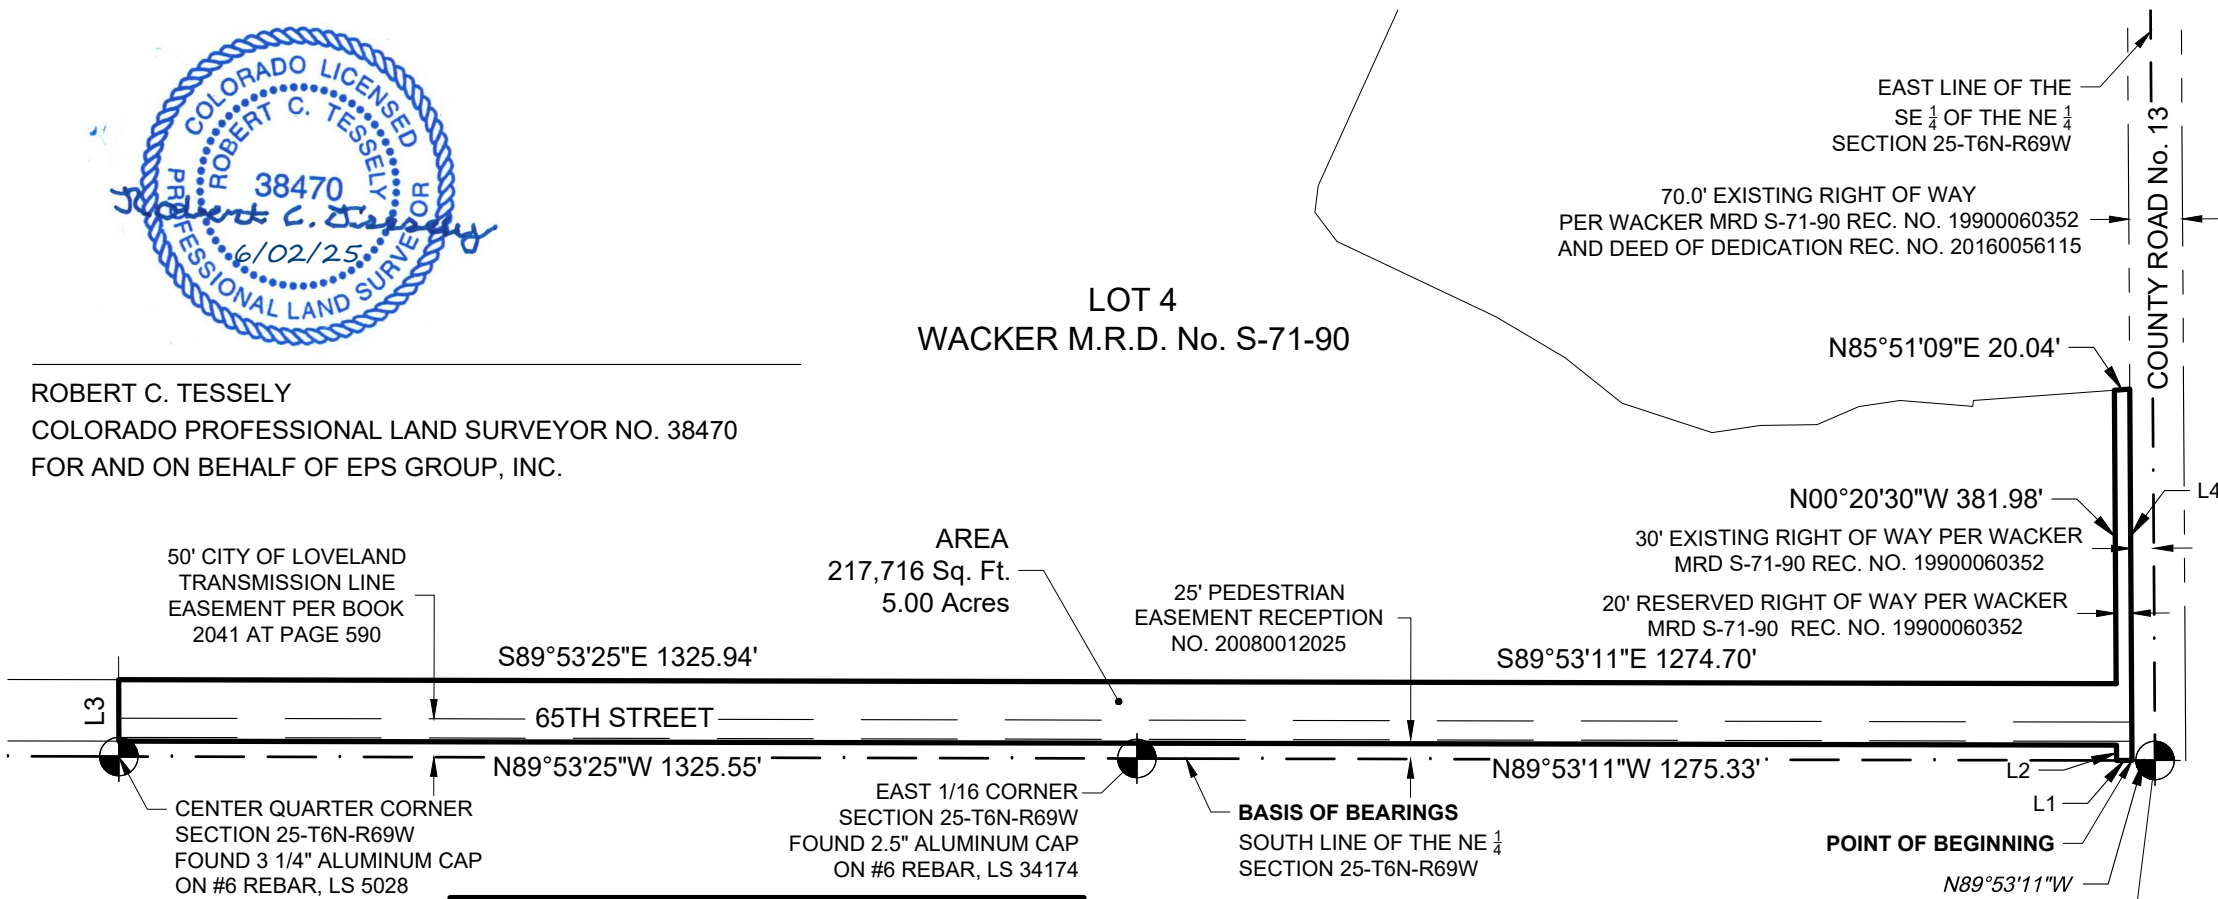 COLORADO LICENSED
PROFESSIONAL LAND SURVEYOR
ROBERT C. TESSELY
38470
Robert C. Tessely
6/02/25
ROBERT C. TESSELY
COLORADO PROFESSIONAL LAND SURVEYOR NO. 38470
FOR AND ON BEHALF OF EPS GROUP, INC.
LOT 4
WACKER M.R.D. No. S-71-90
EAST LINE OF THE
SE 1/4 OF THE NE 1/4
SECTION 25-T6N-R69W
70.0' EXISTING RIGHT OF WAY
PER WACKER MRD S-71-90 REC. NO. 19900060352
AND DEED OF DEDICATION REC. NO. 20160056115
COUNTY ROAD No. 13
N85°51'09"E 20.04'
N00°20'30"W 381.98'
L4
30' EXISTING RIGHT OF WAY PER WACKER
MRD S-71-90 REC. NO. 19900060352
20' RESERVED RIGHT OF WAY PER WACKER
MRD S-71-90 REC. NO. 19900060352
50' CITY OF LOVELAND
TRANSMISSION LINE
EASEMENT PER BOOK
2041 AT PAGE 590
AREA
217,716 Sq. Ft.
5.00 Acres
25' PEDESTRIAN
EASEMENT RECEPTION
NO. 20080012025
S89°53'25"E 1325.94'
S89°53'11"E 1274.70'
L3
65TH STREET
N89°53'25"W 1325.55'
N89°53'11"W 1275.33'
L2
L1
CENTER QUARTER CORNER
SECTION 25-T6N-R69W
FOUND 3 1/4" ALUMINUM CAP
ON #6 REBAR, LS 5028
EAST 1/16 CORNER
SECTION 25-T6N-R69W
FOUND 2.5" ALUMINUM CAP
ON #6 REBAR, LS 34174
BASIS OF BEARINGS
SOUTH LINE OF THE NE 1/4
SECTION 25-T6N-R69W
POINT OF BEGINNING
N89°53'11"W